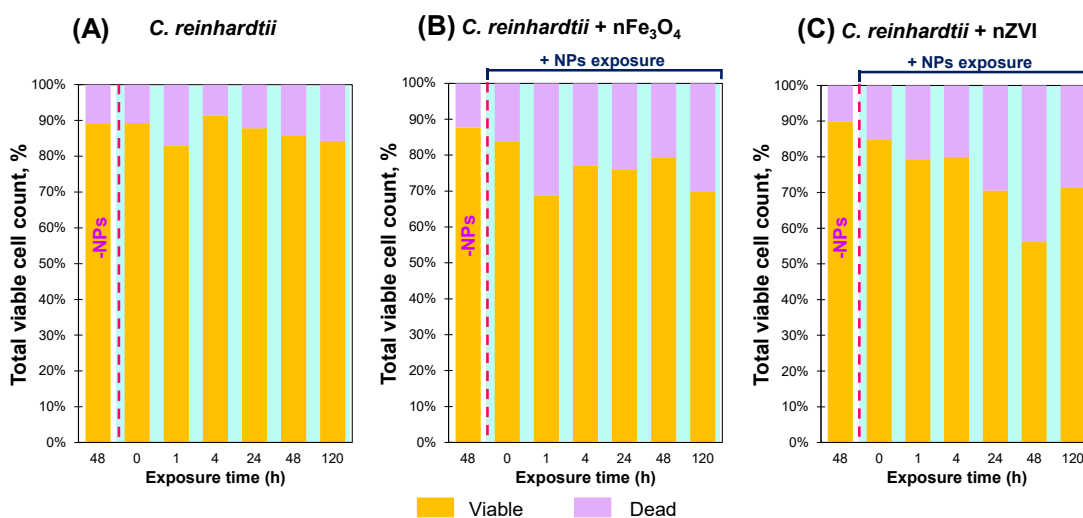 (A) C. reinhardtii
(B) C. reinhardtii + nFe₃O₄
(C) C. reinhardtii + nZVI
+ NPs exposure
+ NPs exposure
Total viable cell count, %
100%
90%
80%
70%
60%
50%
40%
30%
20%
10%
0%
-NPs
48 0 1 4 24 48 120
Exposure time (h)
Total viable cell count, %
100%
90%
80%
70%
60%
50%
40%
30%
20%
10%
0%
-NPs
48 0 1 4 24 48 120
Exposure time (h)
Total viable cell count, %
100%
90%
80%
70%
60%
50%
40%
30%
20%
10%
0%
-NPs
48 0 1 4 24 48 120
Exposure time (h)
Viable Dead